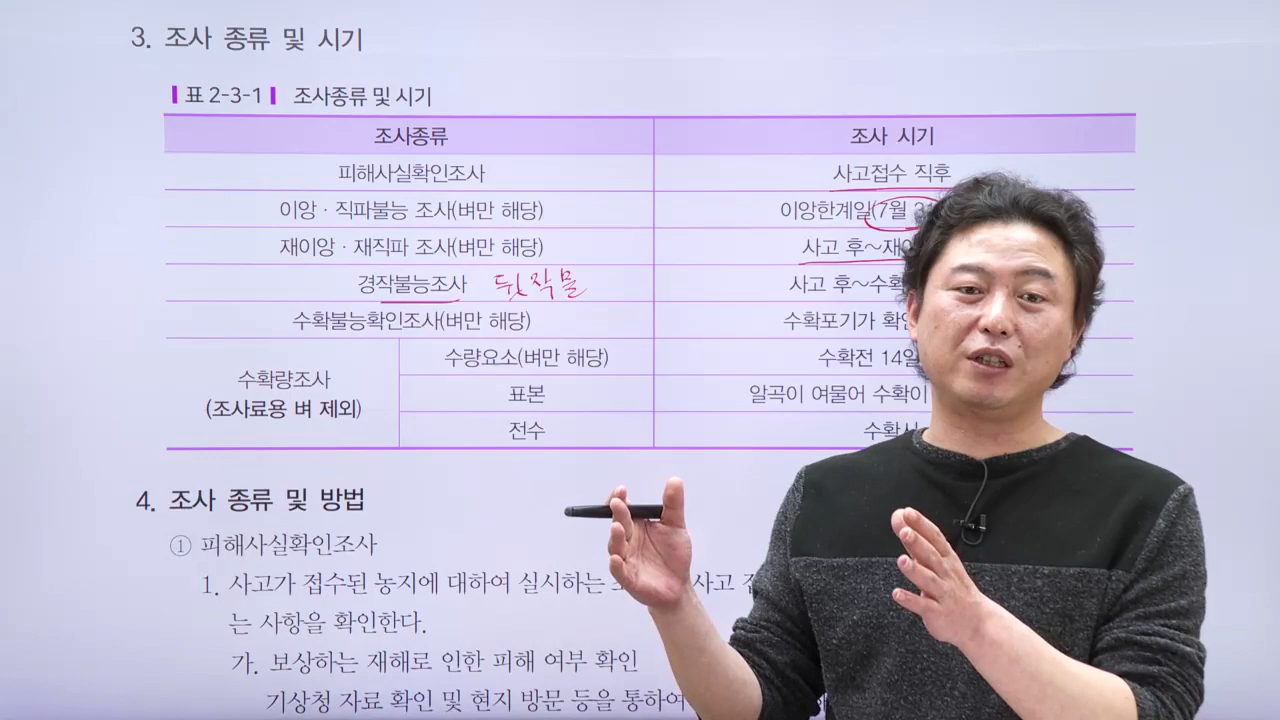 3. 조사 종류 및 시기
표 2-3-1 조사종류 및 시기
조사종류 조사 시기
피해사실확인조사 사고접수 직후
이앙 · 직파불능 조사(벼만 해당) 이앙한계일(7월
재이앙 · 재직파 조사(벼만 해당) 사고 후~
경작불능조사 뒷작물 사고 후~
수확불능확인조사(벼만 해당) 수확포기가
수확량조사
(조사료용 벼 제외)
수량요소(벼만 해당) 수확전
표본 알곡이 여물어 수확이
전수
4. 조사 종류 및 방법
① 피해사실확인조사
1. 사고가 접수된 농지에 대하여 실시하는 사고
는 사항을 확인한다.
가. 보상하는 재해로 인한 피해 여부 확인
기상청 자료 확인 및 현지 방문 등을 통하여